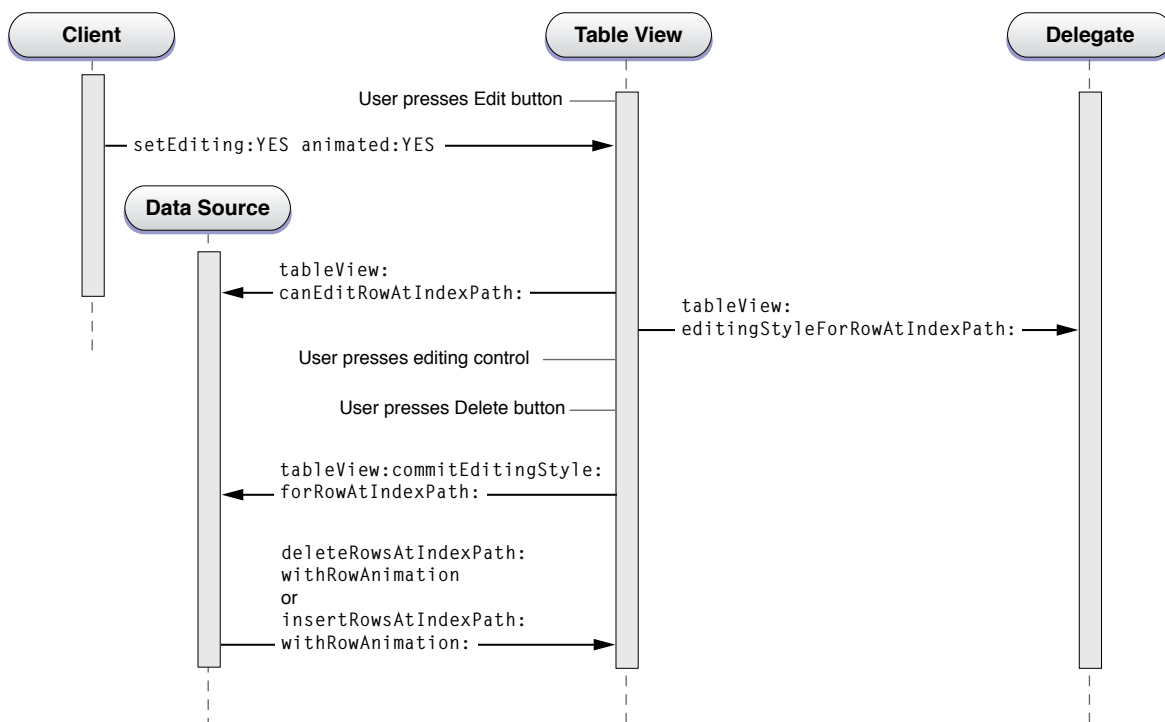 Client
Table View
Delegate
User presses Edit button
setEditing:YES animated:YES
Data Source
tableView:
canEditRowAtIndexPath:
tableView:
editingStyleForRowAtIndexPath:
User presses editing control
User presses Delete button
tableView:commitEditingStyle:
forRowAtIndexPath:
deleteRowsAtIndexPath:
withRowAnimation
or
insertRowsAtIndexPath:
withRowAnimation: